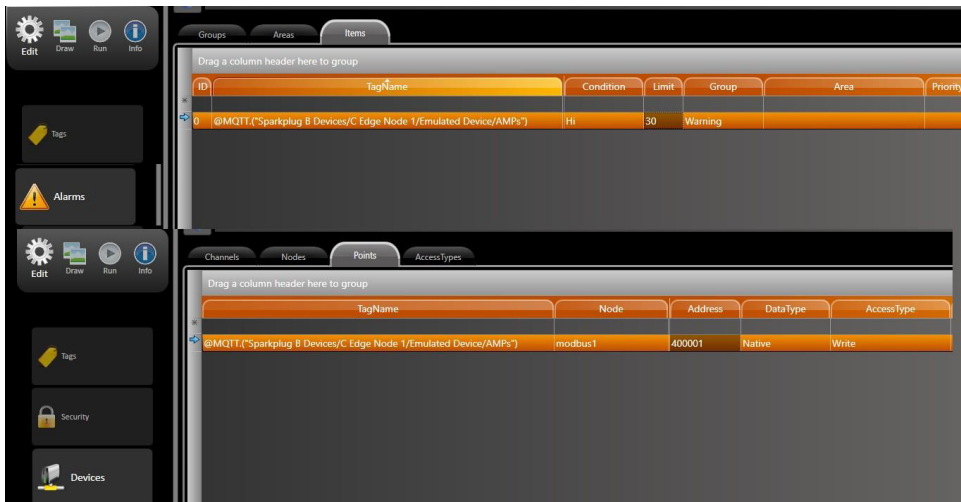 Edit Draw Run Info
Groups Areas Items
Drag a column header here to group
ID TagName Condition Limit Group Area Priority
0 @MQTT.("Sparkplug B Devices/C Edge Node 1/Emulated Device/AMPs") Hi 30 Warning
Tags
Alarms
Edit Draw Run Info
Channels Nodes Points AccessTypes
Drag a column header here to group
TagName Node Address DataType AccessType
@MQTT.("Sparkplug B Devices/C Edge Node 1/Emulated Device/AMPs") modbus1 400001 Native Write
Tags
Security
Devices